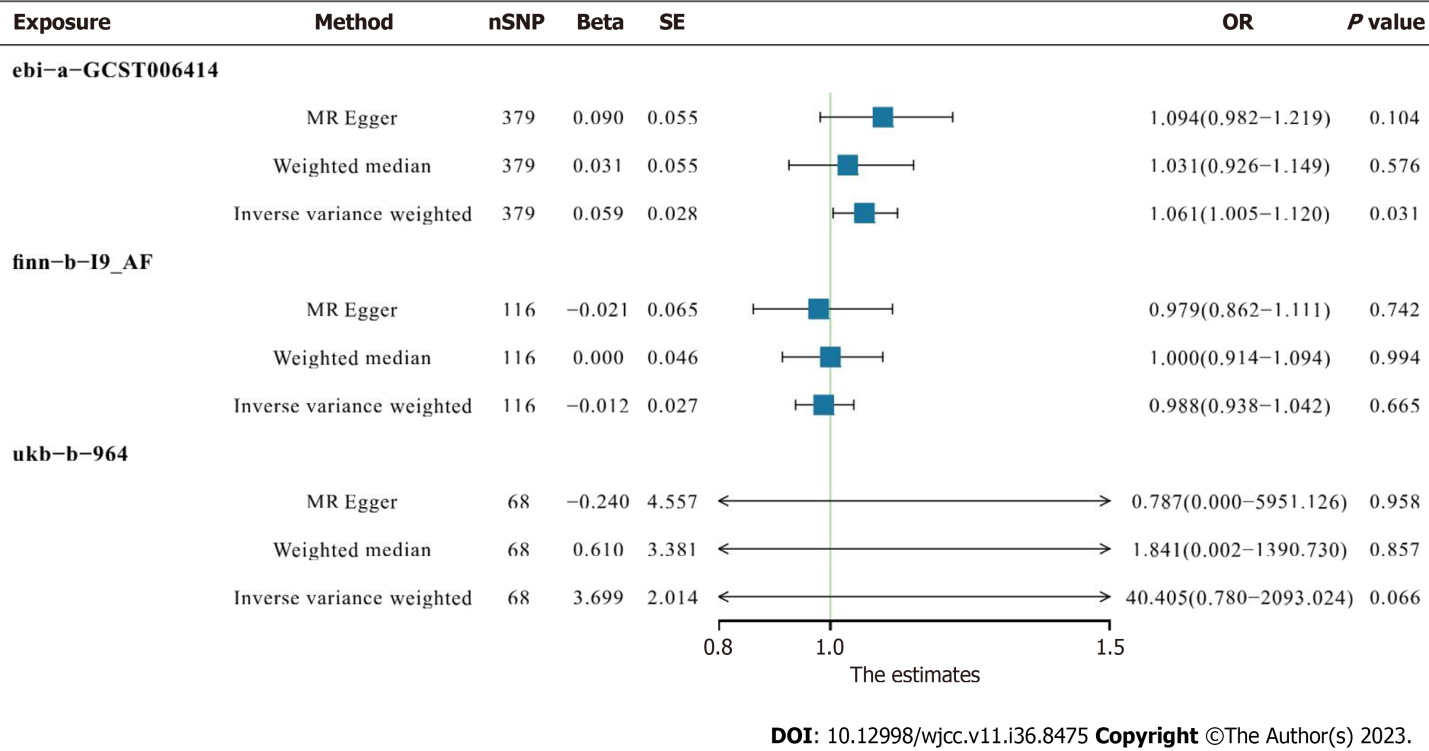 Exposure Method nSNP Beta SE OR P value
ebi−a−GCST006414
MR Egger 379 0.090 0.055 1.094(0.982−1.219) 0.104
Weighted median 379 0.031 0.055 1.031(0.926−1.149) 0.576
Inverse variance weighted 379 0.059 0.028 1.061(1.005−1.120) 0.031
finn−b−I9_AF
MR Egger 116 −0.021 0.065 0.979(0.862−1.111) 0.742
Weighted median 116 0.000 0.046 1.000(0.914−1.094) 0.994
Inverse variance weighted 116 −0.012 0.027 0.988(0.938−1.042) 0.665
ukb−b−964
MR Egger 68 −0.240 4.557 0.787(0.000−5951.126) 0.958
Weighted median 68 0.610 3.381 1.841(0.002−1390.730) 0.857
Inverse variance weighted 68 3.699 2.014 40.405(0.780−2093.024) 0.066
0.8 1.0 1.5
The estimates
DOI: 10.12998/wjcc.v11.i36.8475 Copyright ©The Author(s) 2023.